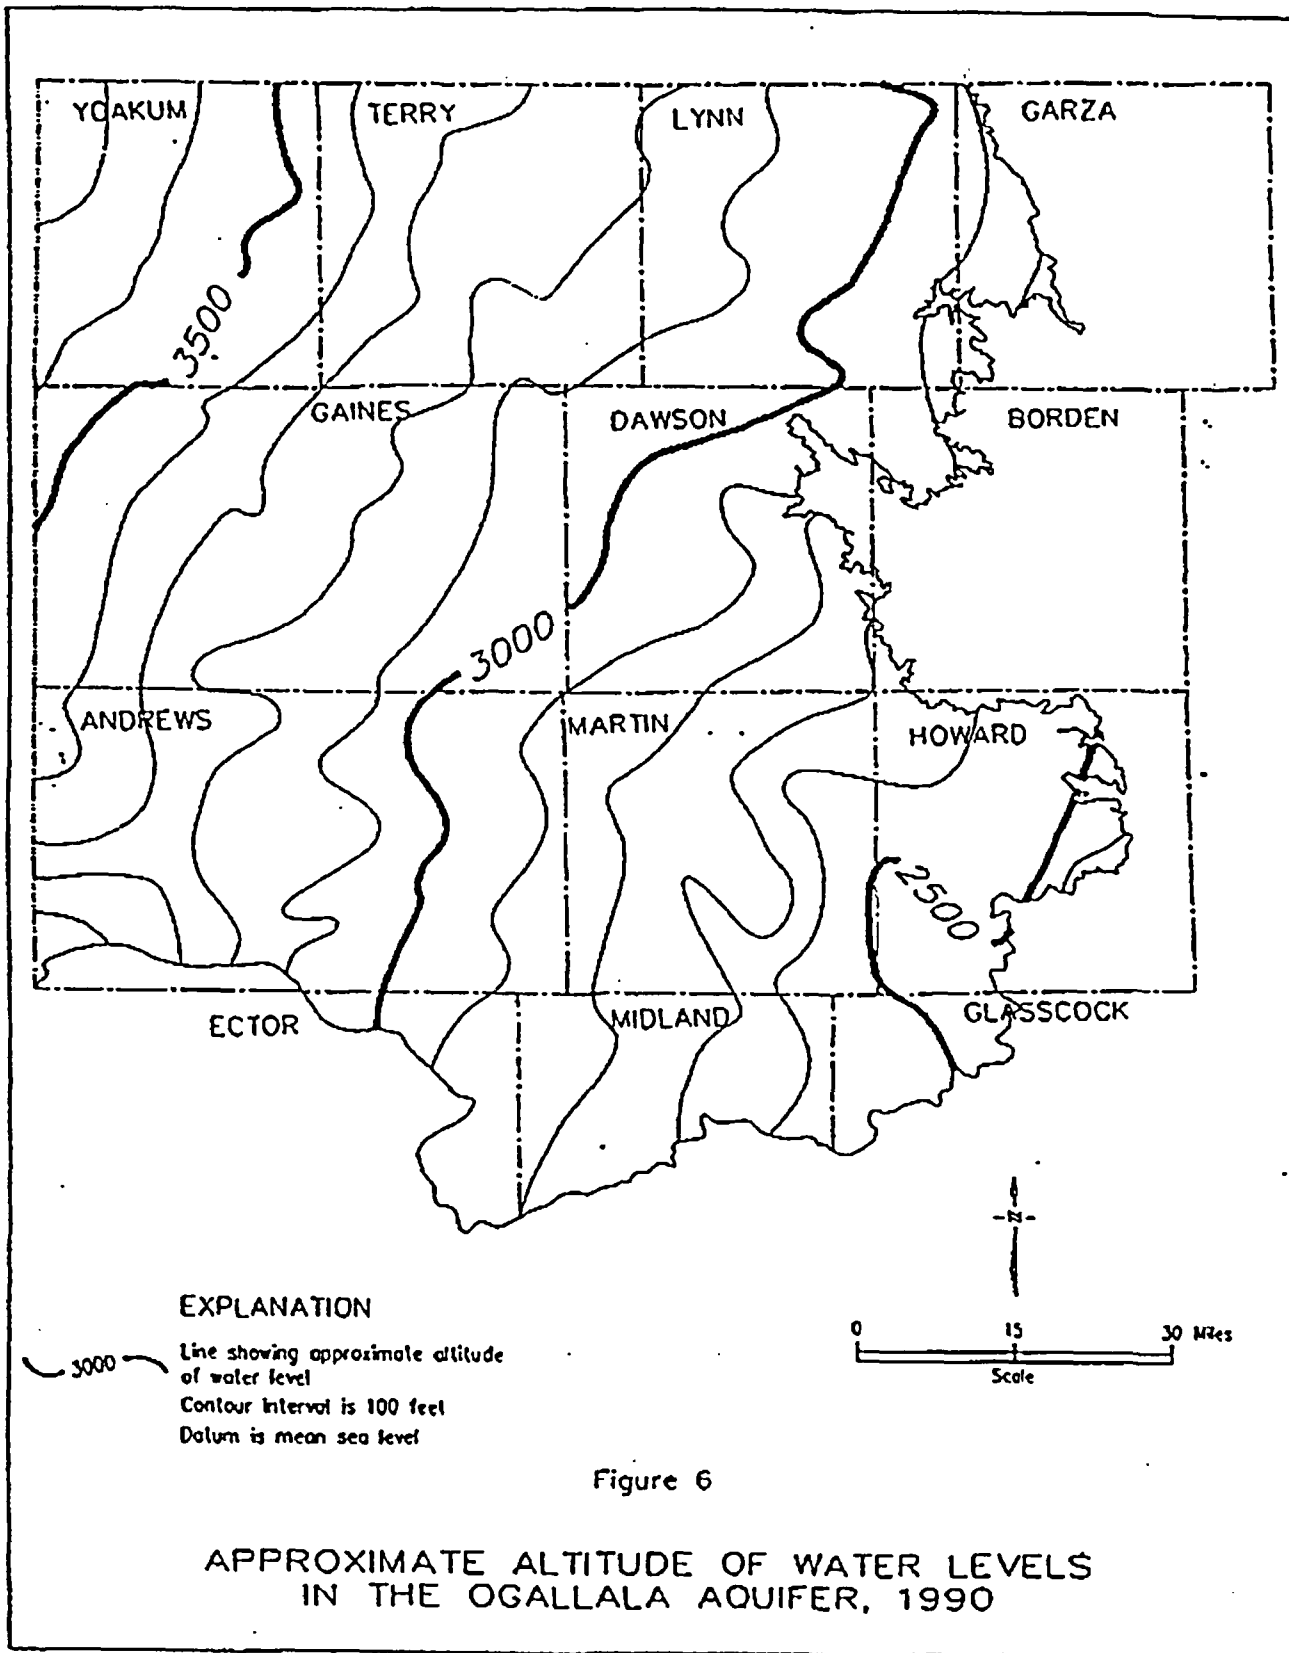 YOAKUM
TERRY
LYNN
GARZA
3500
GAINES
DAWSON
BORDEN
3000
ANDREWS
MARTIN
HOWARD
2500
ECTOR
MIDLAND
GLASSCOCK
N
EXPLANATION
3000
Line showing approximate altitude
of water level
Contour interval is 100 feet
Datum is mean sea level
0 15 30 Miles
Scale
Figure 6
APPROXIMATE ALTITUDE OF WATER LEVELS
IN THE OGALLALA AQUIFER, 1990